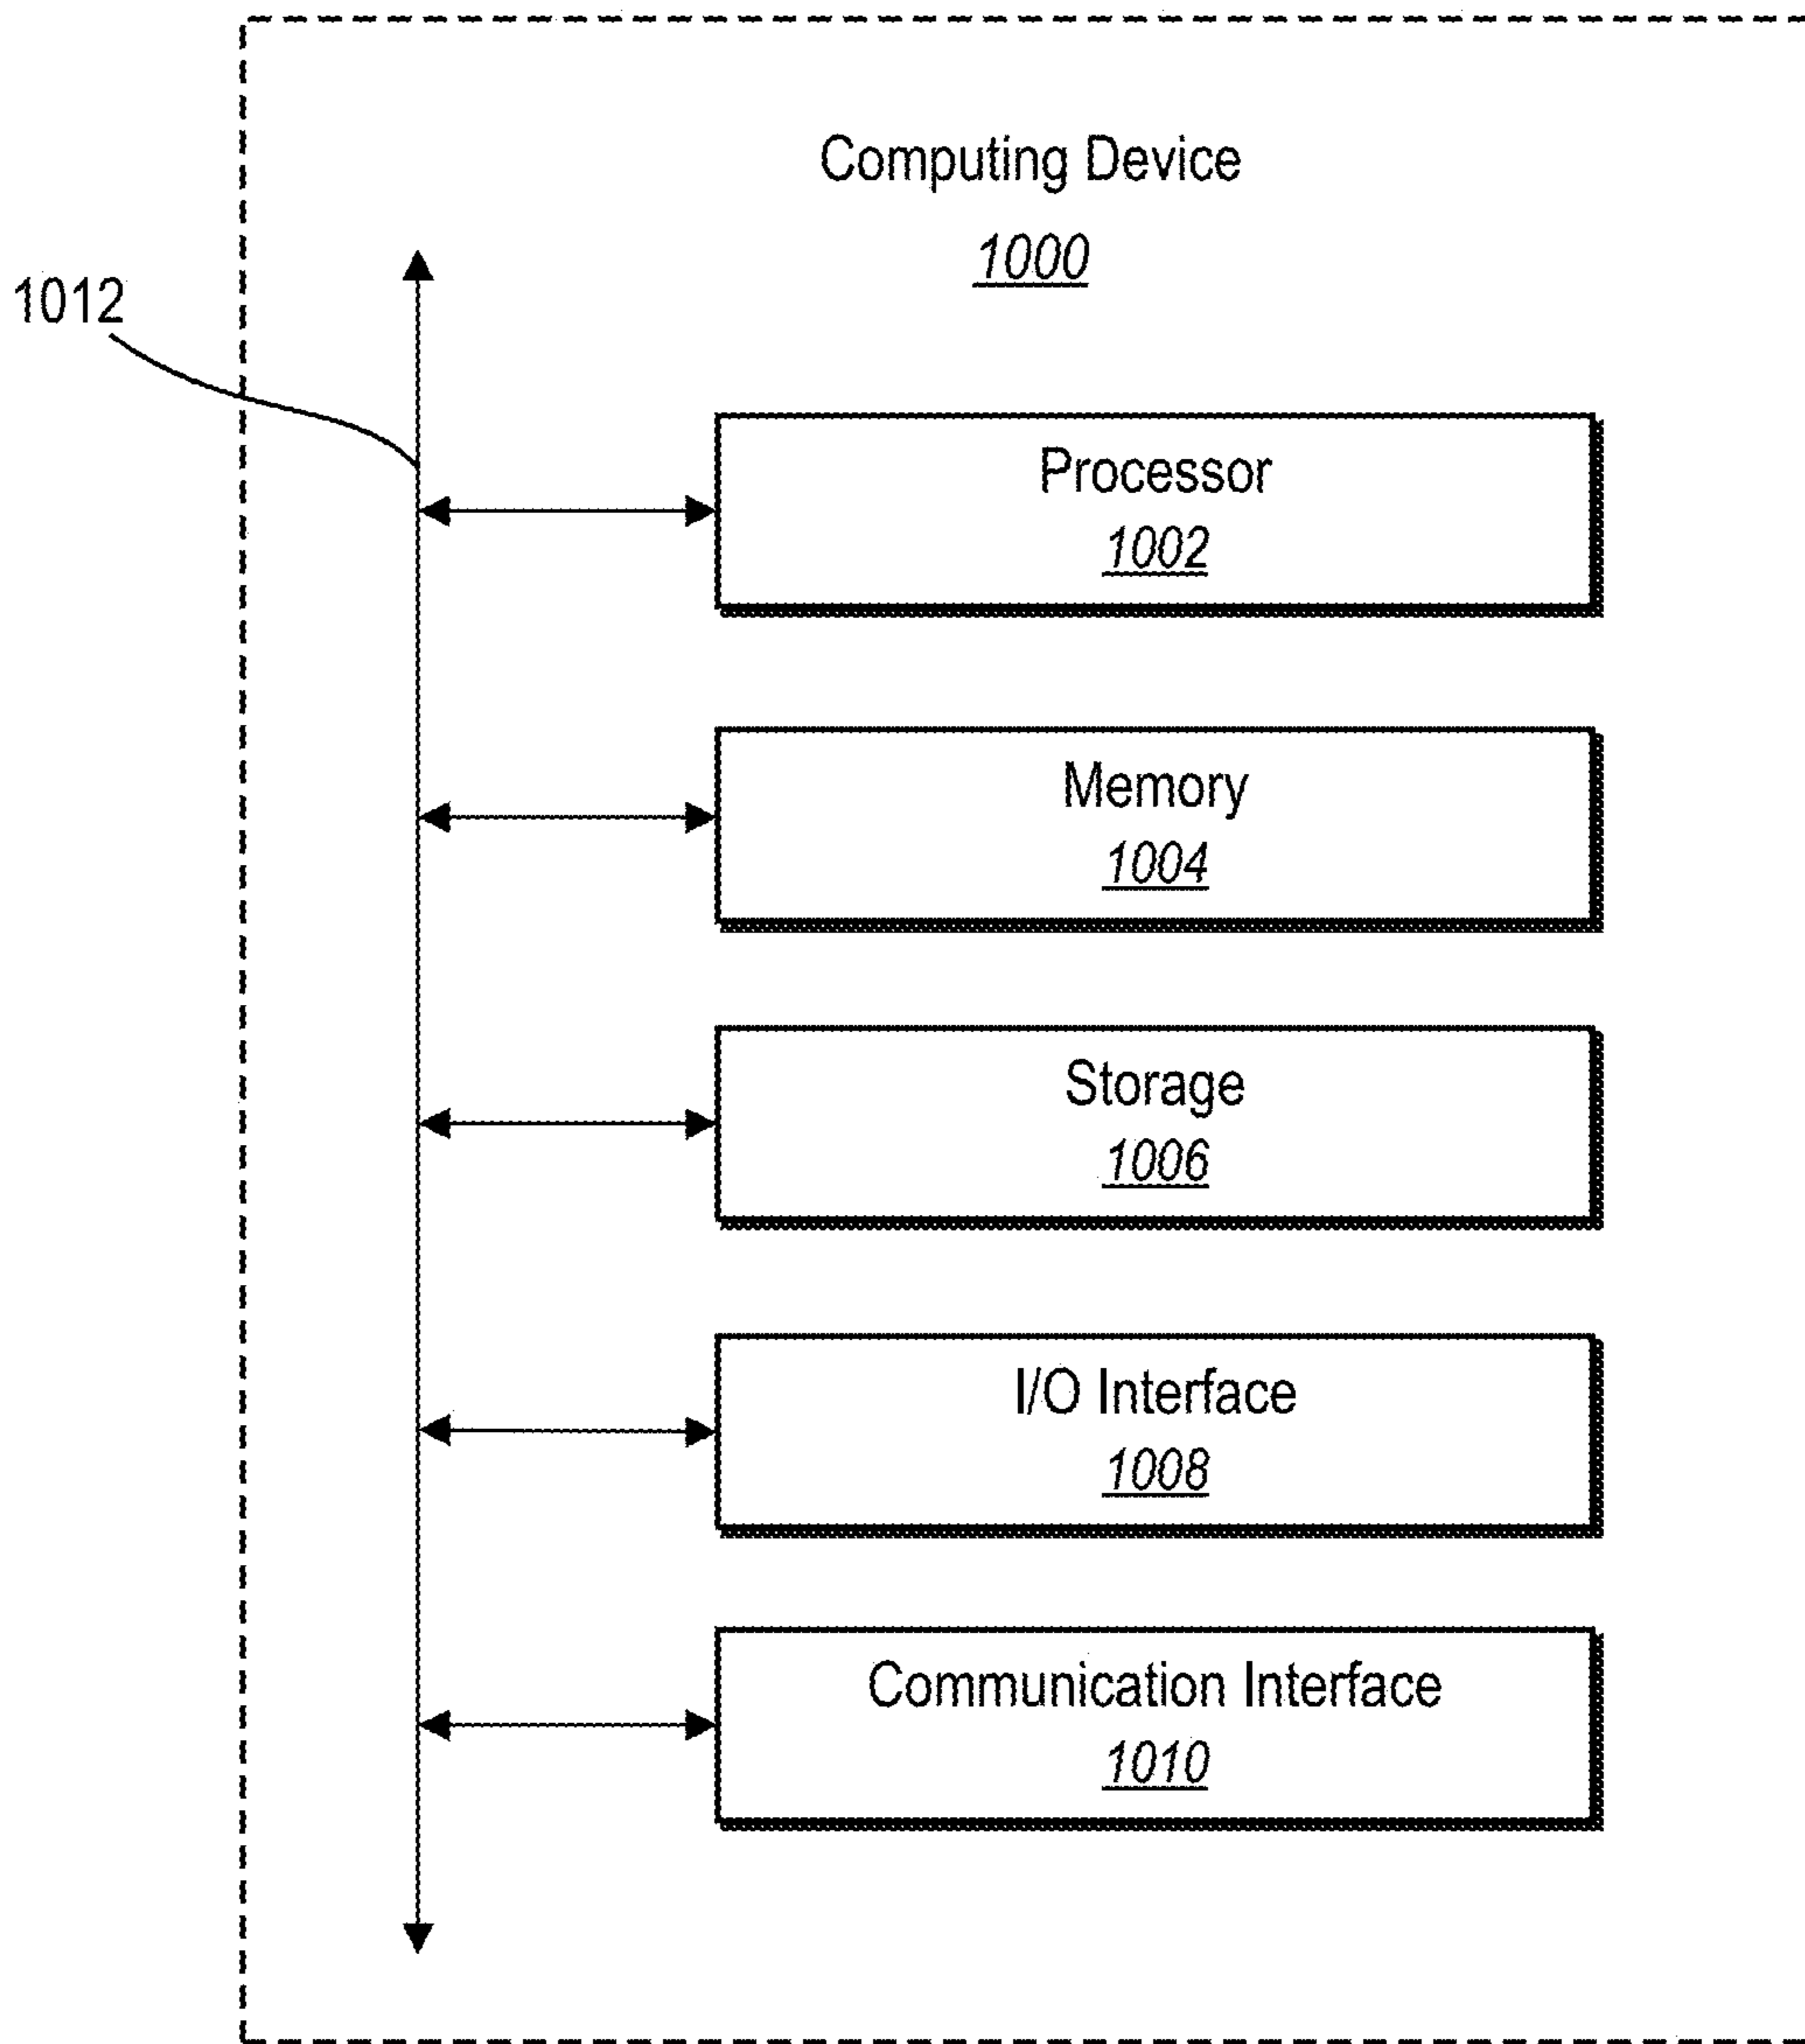 Computing Device
1000
1012
Processor
1002
Memory
1004
Storage
1006
I/O Interface
1008
Communication Interface
1010